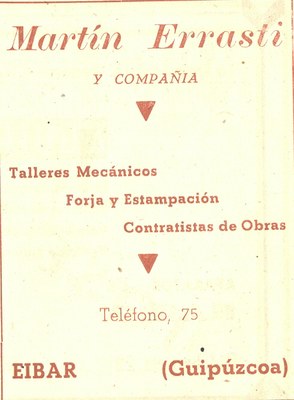 Martín Errasti
Y COMPAÑIA
Talleres Mecánicos
Forja y Estampación
Contratistas de Obras
Teléfono, 75
EIBAR (Guipúzcoa)